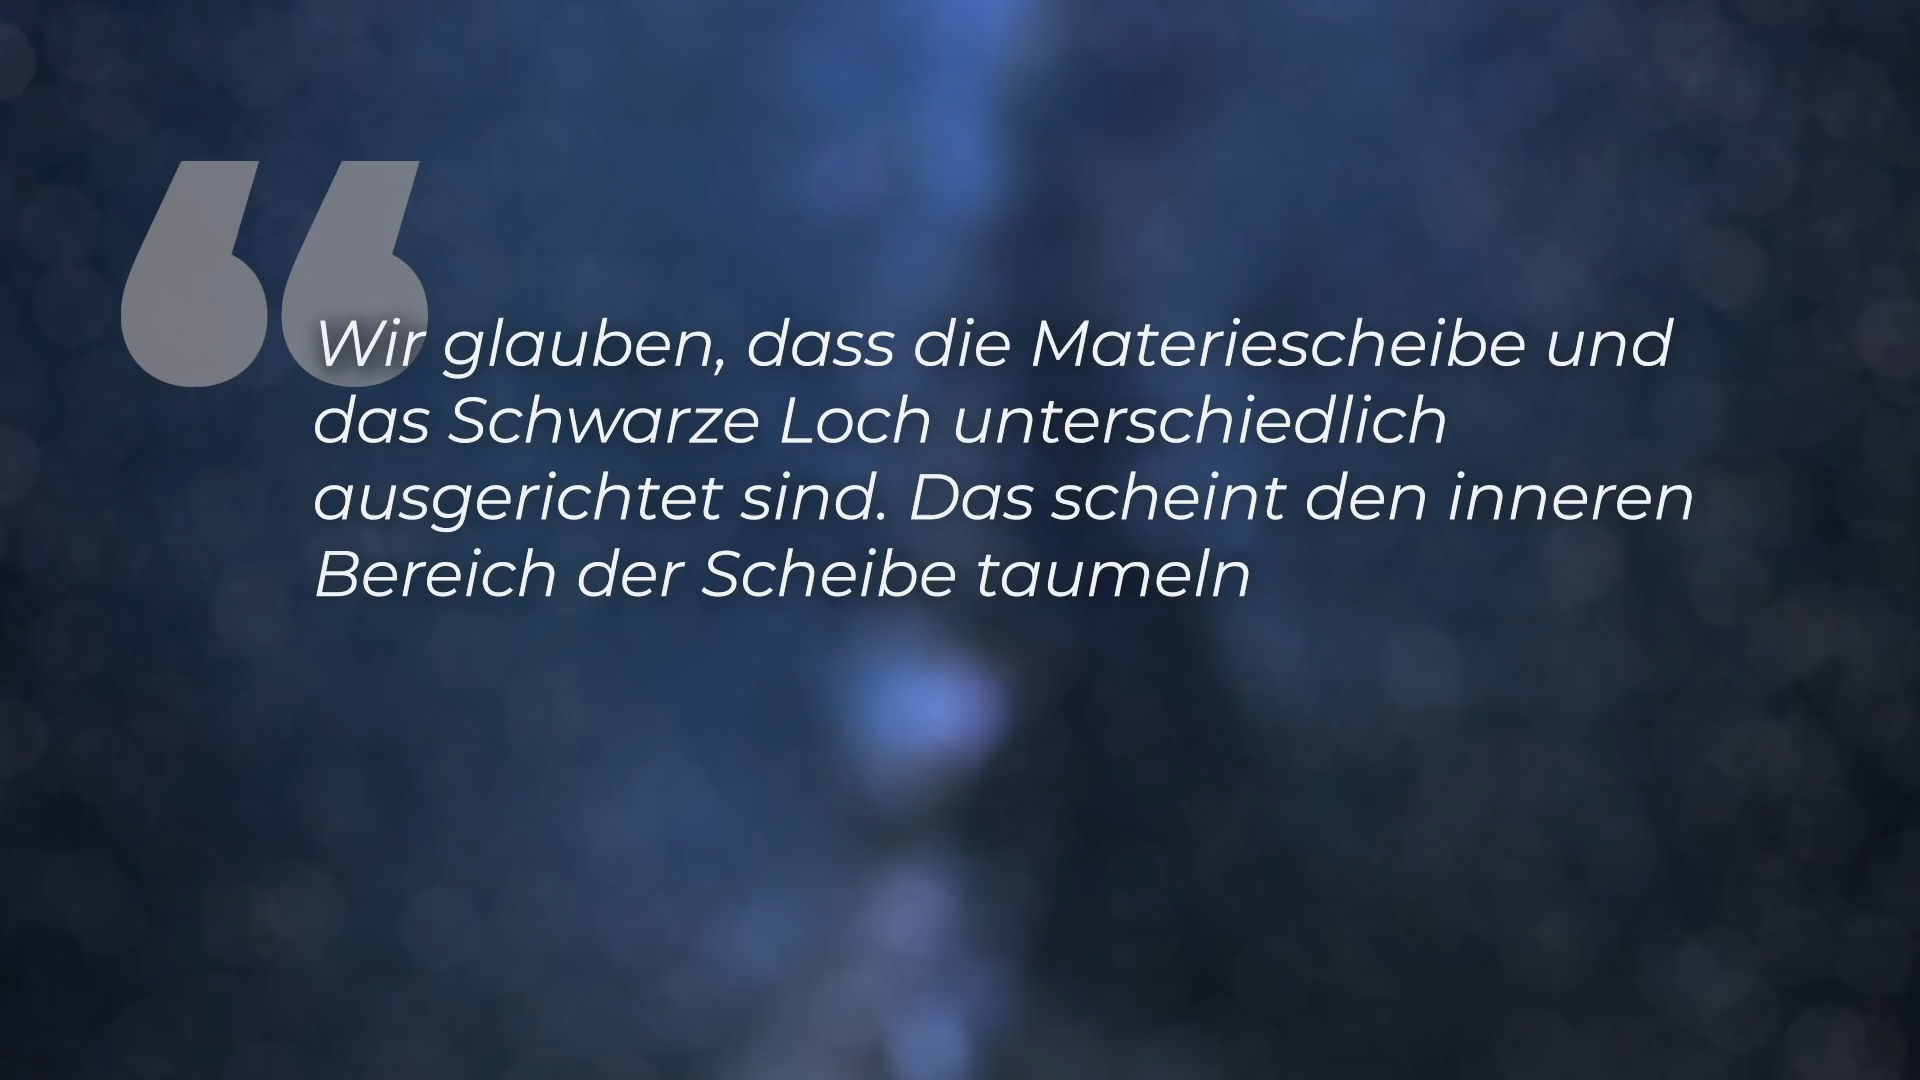 “
Wir glauben, dass die Materiescheibe und
das Schwarze Loch unterschiedlich
ausgerichtet sind. Das scheint den inneren
Bereich der Scheibe taumeln